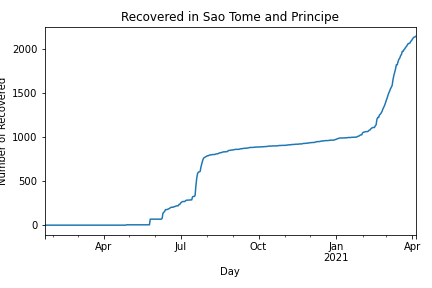 Recovered in Sao Tome and Principe
Number of Recovered
2000
1500
1000
500
0
Apr
Jul
Oct
Jan
2021
Apr
Day